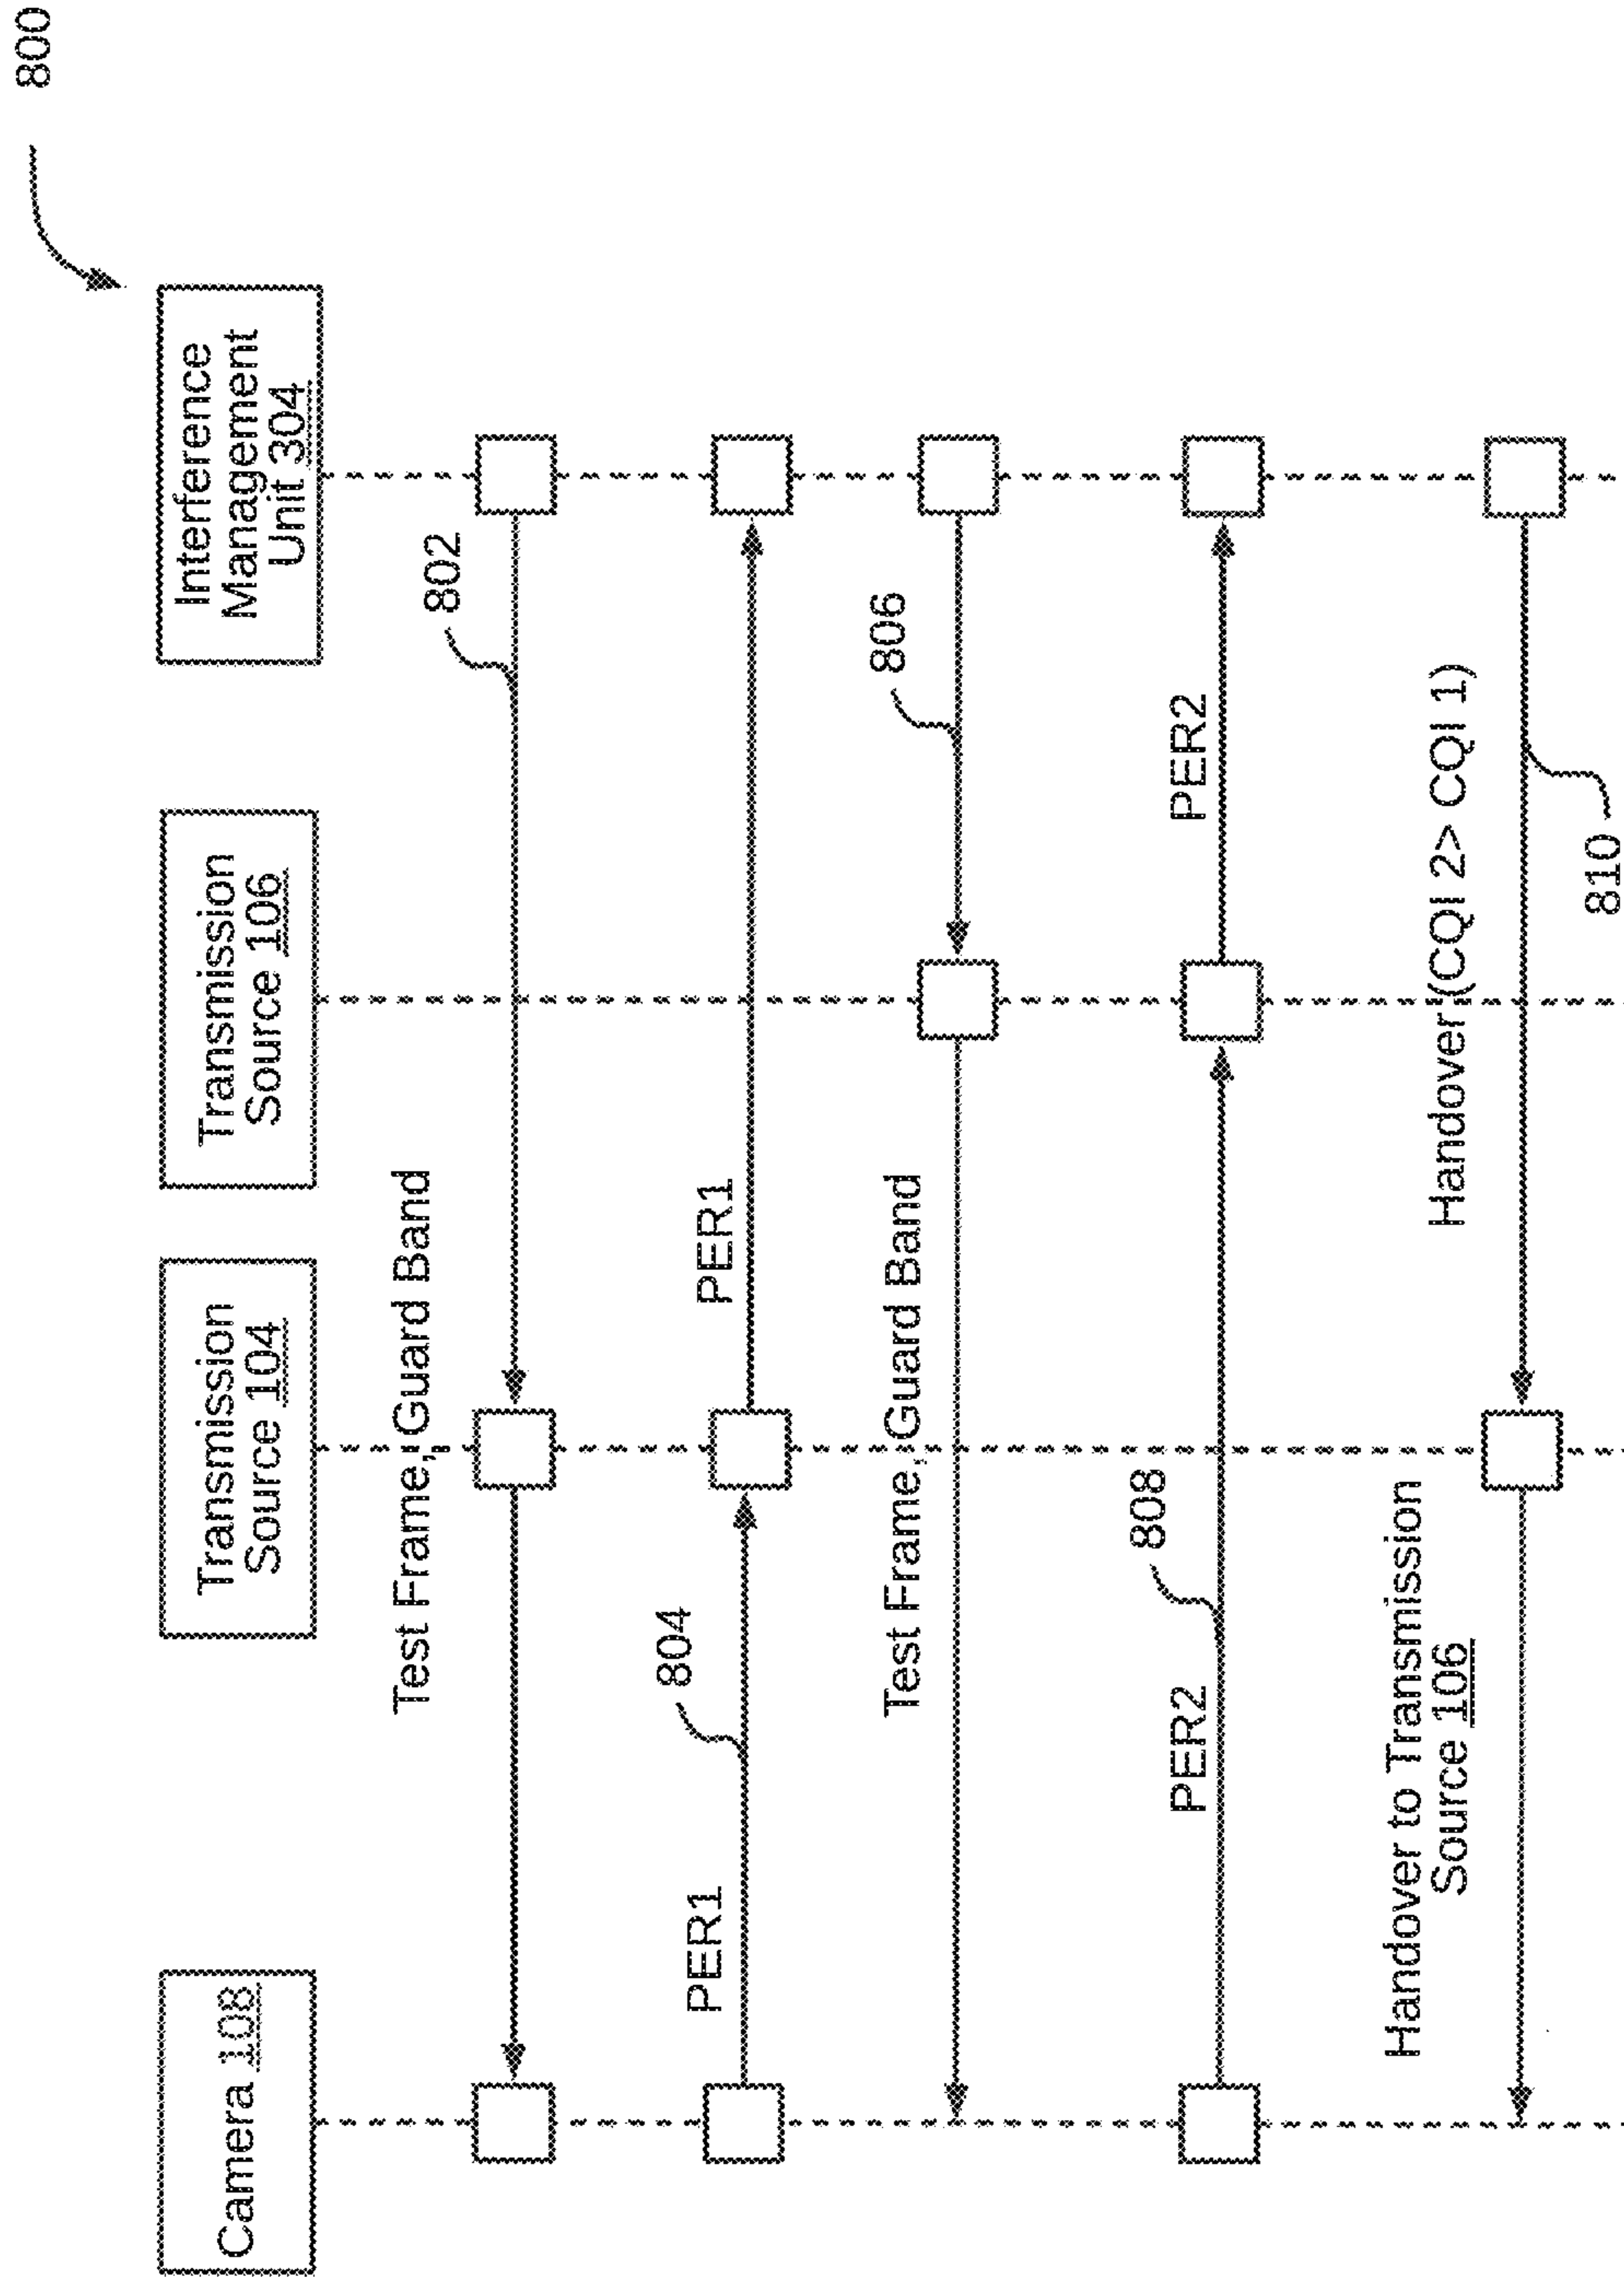 800
Camera 108
Transmission
Source 104
Transmission
Source 106
Interference
Management
Unit 304
Test Frame, Guard Band
802
PER1
804
PER1
Test Frame, Guard Band
806
PER2
808
PER2
Handover to Transmission
Source 106
Handover (CQI 2> CQI 1)
810